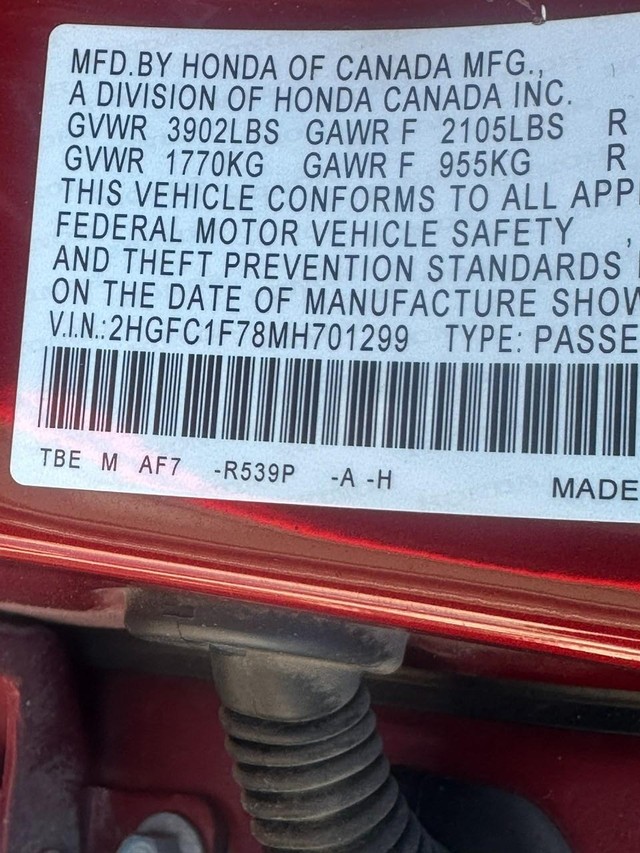 MFD.BY HONDA OF CANADA MFG.,
A DIVISION OF HONDA CANADA INC.
GVWR 3902LBS GAWR F 2105LBS R
GVWR 1770KG GAWR F 955KG R
THIS VEHICLE CONFORMS TO ALL APP
FEDERAL MOTOR VEHICLE SAFETY ,
AND THEFT PREVENTION STANDARDS
ON THE DATE OF MANUFACTURE SHOW
V.I.N.:2HGFC1F78MH701299 TYPE: PASSE
TBE M AF7 -R539P -A -H
MADE